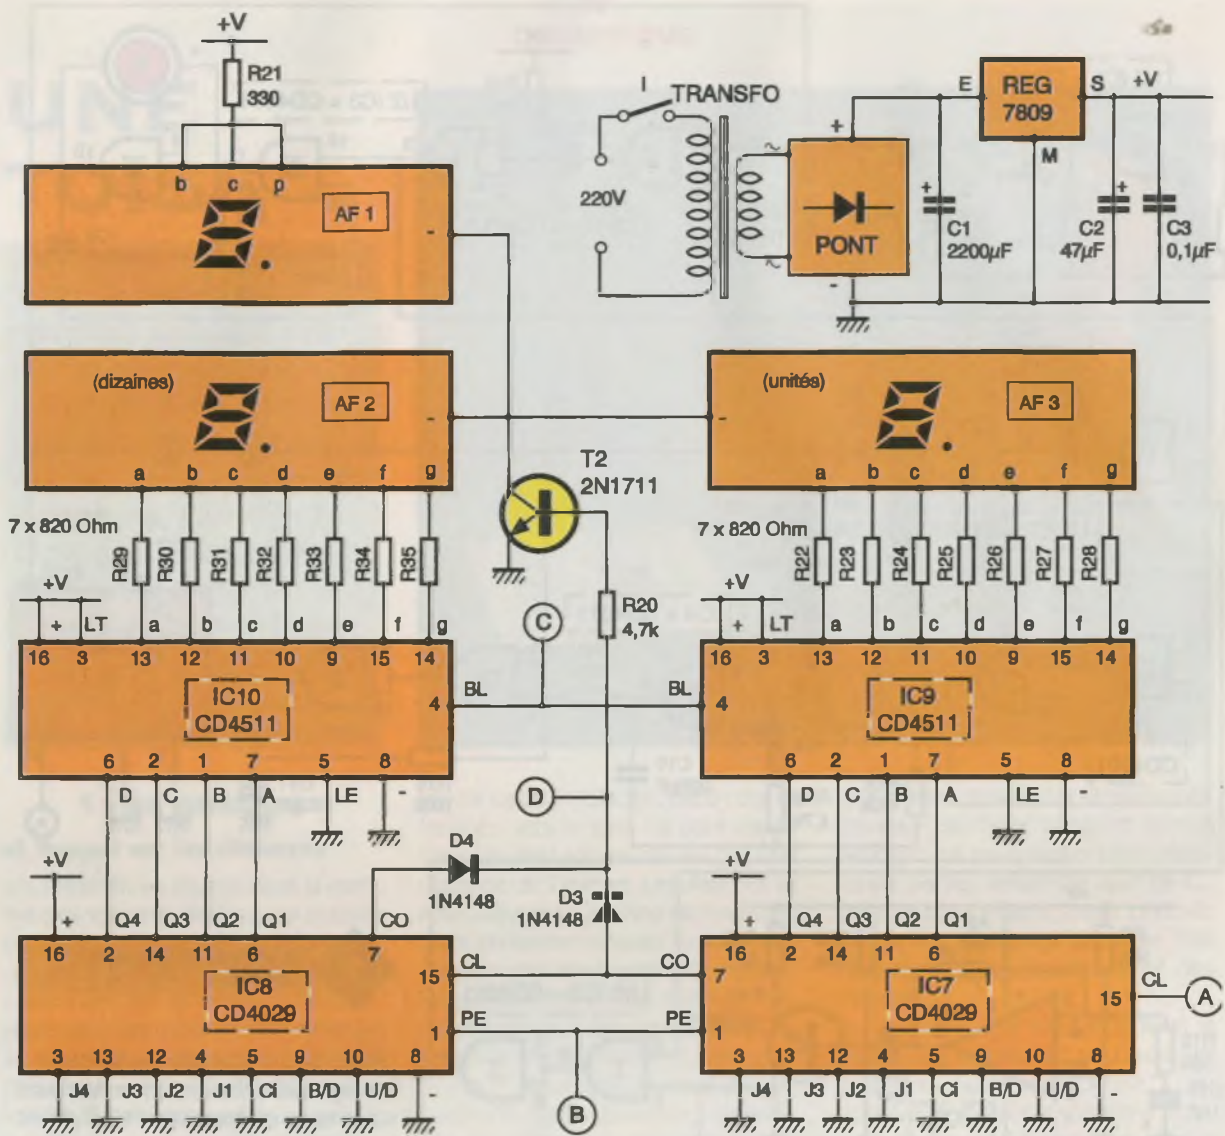 +V
R21
330
b c p
AF 1
-
I
TRANSFO
220V
~
~
+
PONT
-
E
REG
7809
S
+V
M
+
C1
2200µF
C2
47µF
+
C3
0,1µF
(dizaines)
AF 2
-
a b c d e f g
(unités)
AF 3
-
a b c d e f g
T2
2N1711
7 x 820 Ohm
R29 R30 R31 R32 R33 R34 R35
7 x 820 Ohm
R22 R23 R24 R25 R26 R27 R28
R20
4,7k
C
+V
+ LT a b c d e f g
16 3 13 12 11 10 9 15 14
IC10
CD4511
4
BL
6 2 1 7 5 8
D C B A LE -
+V
+ LT a b c d e f g
16 3 13 12 11 10 9 15 14
BL
4
IC9
CD4511
6 2 1 7 5 8
D C B A LE -
D
D4
1N4148
D3
1N4148
+V
+ Q4 Q3 Q2 Q1 CO
16 2 14 11 6 7
IC8
CD4029
15
CL
1
PE
3 13 12 4 5 9 10 8
J4 J3 J2 J1 Ci B/D U/D -
B
+V
+ Q4 Q3 Q2 Q1
16 2 14 11 6
CO
7
PE
1
IC7
CD4029
15
CL
A
3 13 12 4 5 9 10 8
J4 J3 J2 J1 Ci B/D U/D -